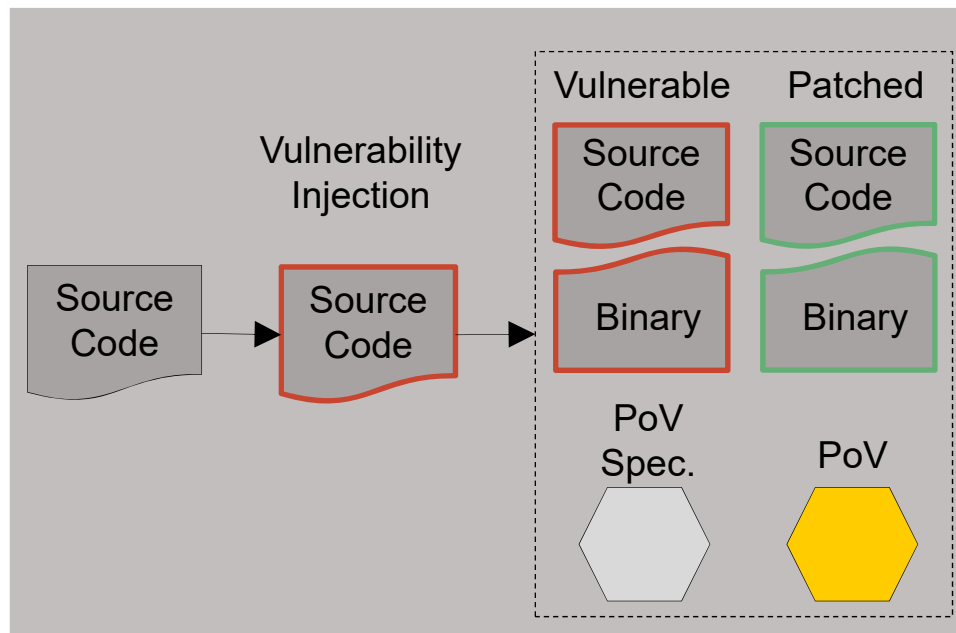 Source
Code
Vulnerability
Injection
Source
Code
Vulnerable
Patched
Source
Code
Source
Code
Binary
Binary
PoV
Spec.
PoV